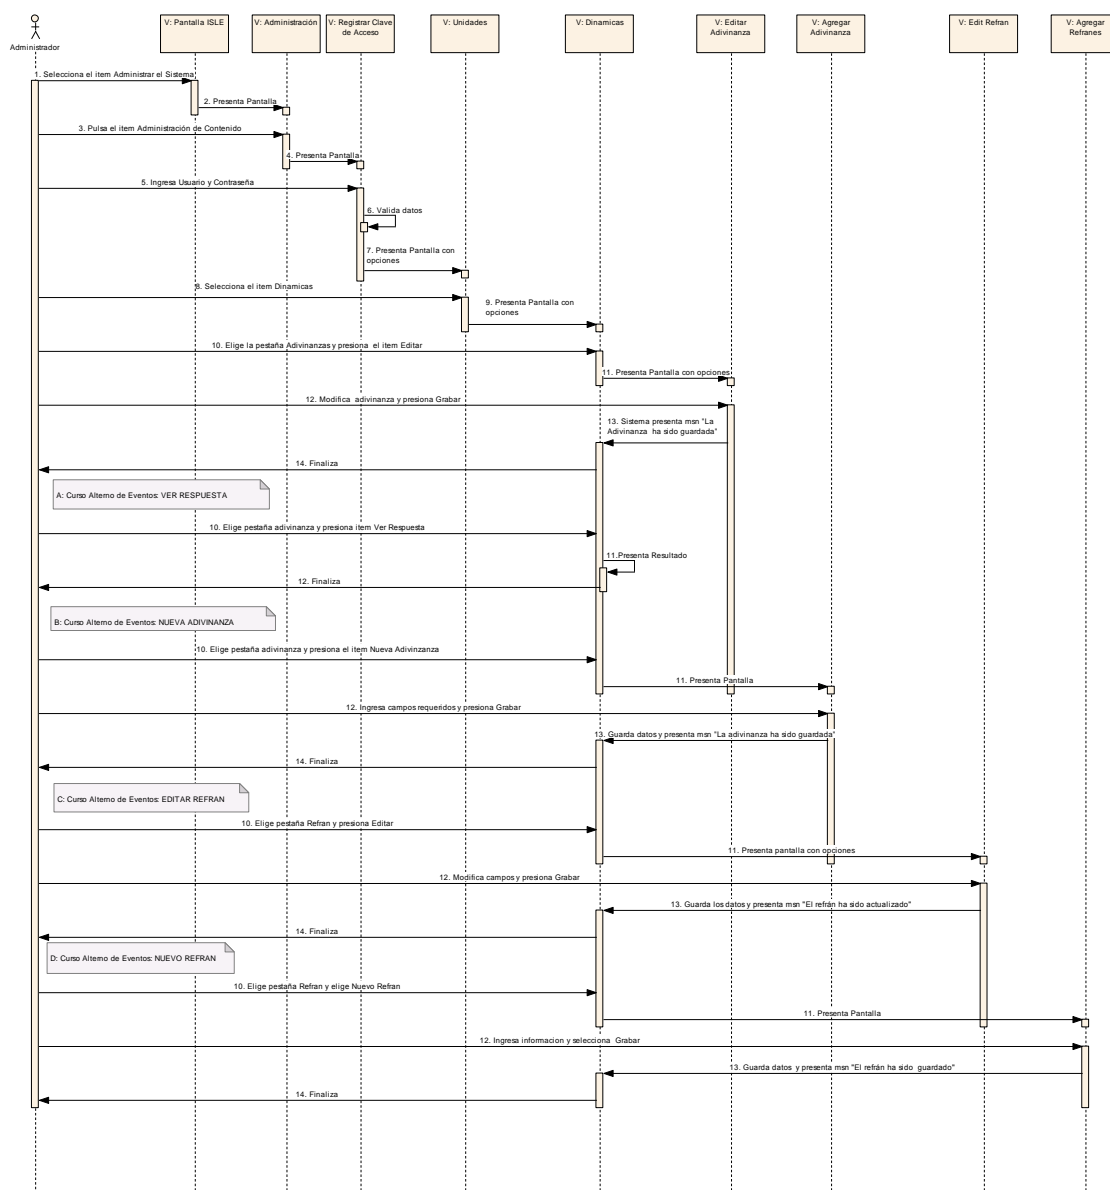 V: Pantalla ISLE
V: Administración
V: Registrar Clave
de Acceso
V: Unidades
V: Dinamicas
V: Editar
Adivinanza
V: Agregar
Adivinanza
V: Edit Refran
V: Agregar
Refranes
Administrador
1. Selecciona el item Administrar el Sistema
2. Presenta Pantalla
3. Pulsa el item Administración de Contenido
4. Presenta Pantalla
5. Ingresa Usuario y Contraseña
6. Valida datos
7. Presenta Pantalla con
opciones
8. Selecciona el item Dinamicas
9. Presenta Pantalla con
opciones
10. Elige la pestaña Adivinanzas y presiona el item Editar
11. Presenta Pantalla con opciones
12. Modifica adivinanza y presiona Grabar
13. Sistema presenta msn "La
Adivinanza ha sido guardada"
14. Finaliza
A: Curso Alterno de Eventos: VER RESPUESTA
10. Elige pestaña adivinanza y presiona item Ver Respuesta
11.Presenta Resultado
12. Finaliza
B: Curso Alterno de Eventos: NUEVA ADIVINANZA
10. Elige pestaña adivinanza y presiona el item Nueva Adivinzanza
11. Presenta Pantalla
12. Ingresa campos requeridos y presiona Grabar
13. Guarda datos y presenta msn "La adivinanza ha sido guardada"
14. Finaliza
C: Curso Alterno de Eventos: EDITAR REFRAN
10. Elige pestaña Refran y presiona Editar
11. Presenta pantalla con opciones
12. Modifica campos y presiona Grabar
13. Guarda los datos y presenta msn "El refrán ha sido actualizado"
14. Finaliza
D: Curso Alterno de Eventos: NUEVO REFRAN
10. Elige pestaña Refran y elige Nuevo Refran
11. Presenta Pantalla
12. Ingresa informacion y selecciona Grabar
13. Guarda datos y presenta msn "El refrán ha sido guardado"
14. Finaliza